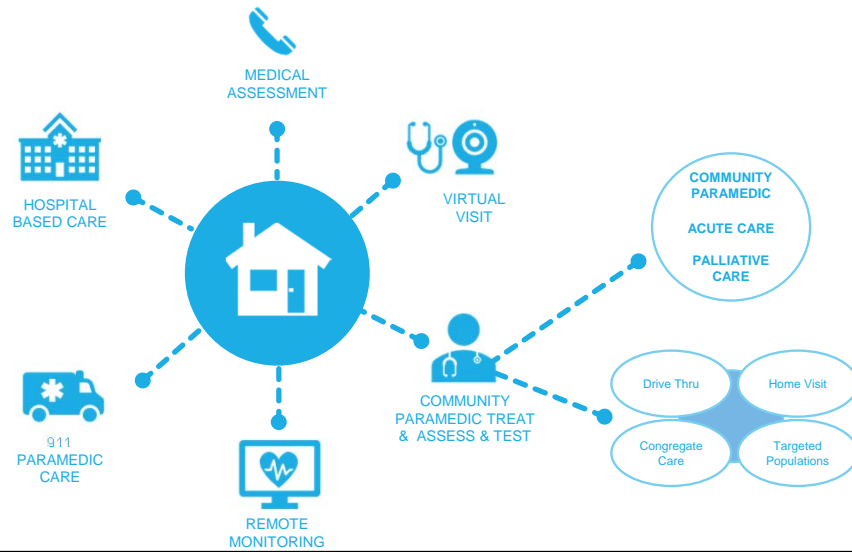 MEDICAL
ASSESSMENT
HOSPITAL
BASED CARE
VIRTUAL
VISIT
COMMUNITY
PARAMEDIC
ACUTE CARE
PALLIATIVE
CARE
911
PARAMEDIC
CARE
COMMUNITY
PARAMEDIC TREAT
& ASSESS & TEST
Drive Thru
Home Visit
Congregate
Care
Targeted
Populations
REMOTE
MONITORING